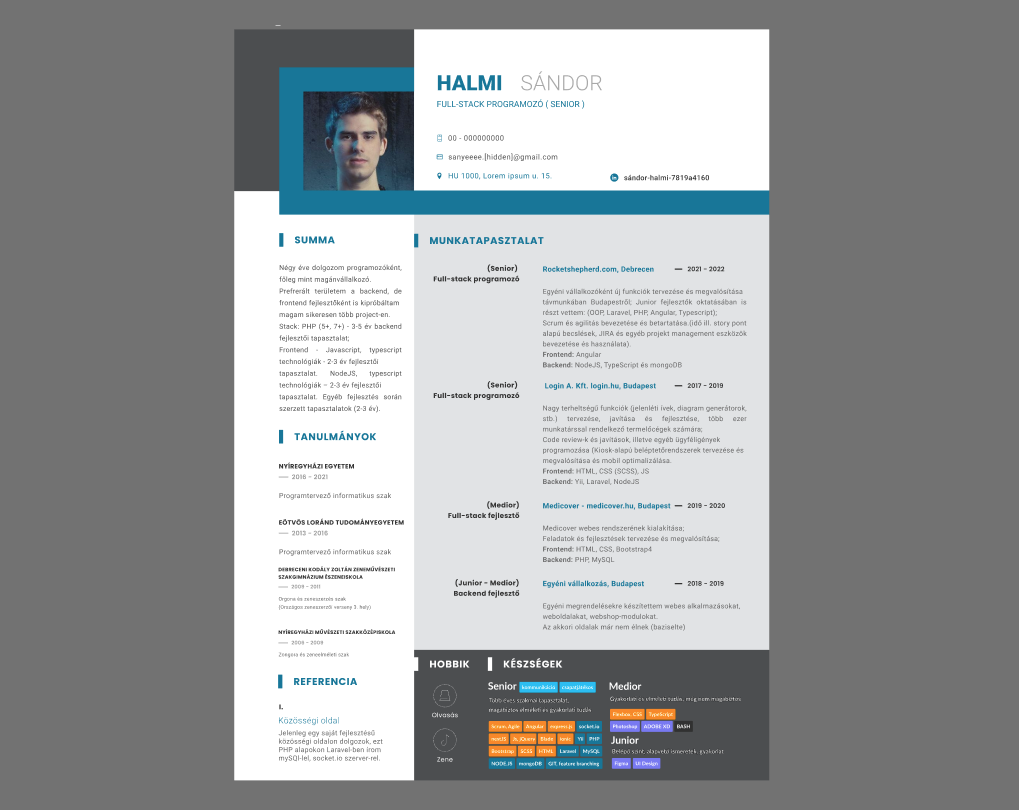 HALMI SÁNDOR
FULL-STACK PROGRAMOZÓ ( SENIOR )
00 - 000000000
sanyeeee.[hidden]@gmail.com
HU 1000, Lorem ipsum u. 15.
in sándor-halmi-7819a4160
SUMMA
Négy éve dolgozom programozóként,
főleg mint magánvállalkozó.
Prefrerált területem a backend, de
frontend fejlesztőként is kipróbáltam
magam sikeresen több project-en.
Stack: PHP (5+, 7+) - 3-5 év backend
fejlesztői tapasztalat;
Frontend - Javascript, typescript
technológiák - 2-3 év fejlesztői
tapasztalat. NodeJS, typescript
technológiák – 2-3 év fejlesztői
tapasztalat. Egyéb fejlesztés során
szerzett tapasztalatok (2-3 év).
TANULMÁNYOK
NYÍREGYHÁZI EGYETEM
2016 - 2021
Programtervező informatikus szak
EÖTVÖS LORÁND TUDOMÁNYEGYETEM
2013 - 2016
Programtervező informatikus szak
DEBRECENI KODÁLY ZOLTÁN ZENEMŰVÉSZETI
SZAKGIMNÁZIUM ÉSZENEISKOLA
2009 - 2011
Orgona és zeneszerzés szak
(Országos zeneszerzői verseny 3. hely)
NYÍREGYHÁZI MŰVÉSZETI SZAKKÖZÉPISKOLA
2006 - 2009
Zongora és zeneelmélett szak
REFERENCIA
I.
Közösségi oldal
Jelenleg egy saját fejlesztésű
közösségi oldalon dolgozok, ezt
PHP alapokon Laravel-ben írom
mySQl-lel, socket.io szerver-rel.
MUNKATAPASZTALAT
(Senior)
Full-stack programozó
Rocketshepherd.com, Debrecen — 2021 - 2022
Egyéni vállalkozóként új funkciók tervezése és megvalósítása
távmunkában Budapestről; Junior fejlesztők oktatásában is
részt vettem: (OOP, Laravel, PHP, Angular, Typescript);
Scrum és agilitás bevezetése és betartatása.(idő ill. story pont
alapú becslések, JIRA és egyéb projekt management eszközök
bevezetése és használata).
Frontend: Angular
Backend: NodeJS, TypeScript és mongoDB
(Senior)
Full-stack programozó
Login A. Kft. login.hu, Budapest — 2017 - 2019
Nagy terheltségű funkciók (jelenléti ívek, diagram generátorok,
stb.) tervezése, javítása és fejlesztése, több ezer
munkatárssal rendelkező termelőcégek számára;
Code review-k és javítások, illetve egyéb ügyféligények
programozása (Kiosk-alapú beléptetőrendszerek tervezése és
megvalósítása és mobil optimalizálása.
Frontend: HTML, CSS (SCSS), JS
Backend: Yii, Laravel, NodeJS
(Medior)
Full-stack fejlesztő
Medicover - medicover.hu, Budapest — 2019 - 2020
Medicover webes rendszerének kialakítása;
Feladatok és fejlesztések tervezése és megvalósítása;
Frontend: HTML, CSS, Bootstrap4
Backend: PHP, MySQL
(Junior - Medior)
Backend fejlesztő
Egyéni vállalkozás, Budapest — 2018 - 2019
Egyéni megrendelésekre készítettem webes alkalmazásokat,
weboldalakat, webshop-modulokat.
Az akkori oldalak már nem élnek (baziselte)
HOBBIK
Olvasás
Zene
KÉSZSÉGEK
Senior kommunikáció csapatjátékos
Több éves szakmai tapasztalat,
magabiztos elméleti és gyakorlati tudás
Scrum, Agile Angular express.js socket.io
nextJS Js, jQuery Blade ionic Yii PHP
Bootstrap SCSS HTML Laravel MySQL
NODE.JS mongoDB GIT, feature branching
Medior
Gyakorlati és elméleti tudás, még nem magabiztos
Flexbox, CSS TypeScript
Photoshop ADOBE XD BASH
Junior
Belépő szint, alapvető ismeretek, gyakorlat
Figma UI Design